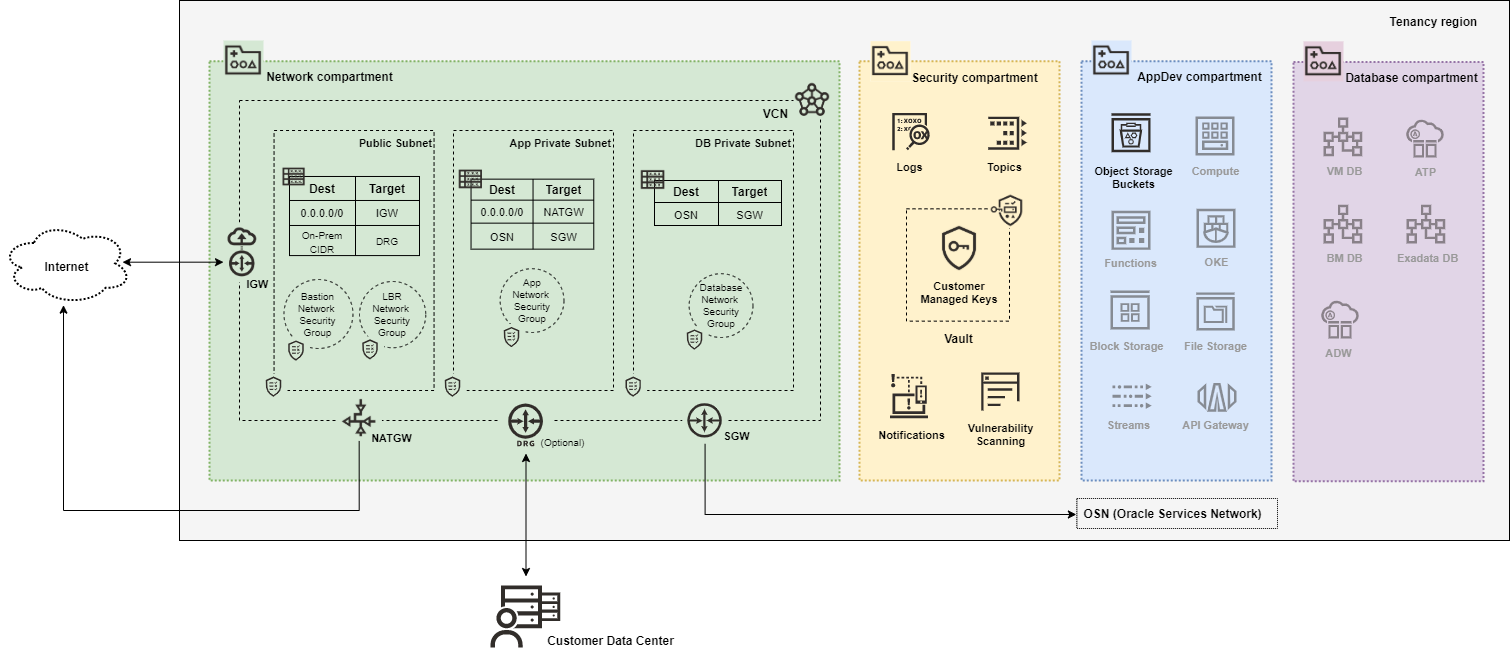 Tenancy region
Network compartment
VCN
Public Subnet
Dest Target
0.0.0.0/0 IGW
On-Prem
CIDR
DRG
Bastion
Network
Security
Group
LBR
Network
Security
Group
App Private Subnet
Dest Target
0.0.0.0/0 NATGW
OSN SGW
App
Network
Security
Group
DB Private Subnet
Dest Target
OSN SGW
Database
Network
Security
Group
Internet
IGW
NATGW
DRG (Optional)
SGW
Security compartment
1: XOXO
2: X
OX
Logs
Topics
Customer
Managed Keys
Vault
Notifications
Vulnerability
Scanning
AppDev compartment
Object Storage
Buckets
Compute
Functions
OKE
Block Storage
File Storage
Streams
API Gateway
Database compartment
VM DB
A
ATP
BM DB
Exadata DB
A
ADW
OSN (Oracle Services Network)
Customer Data Center